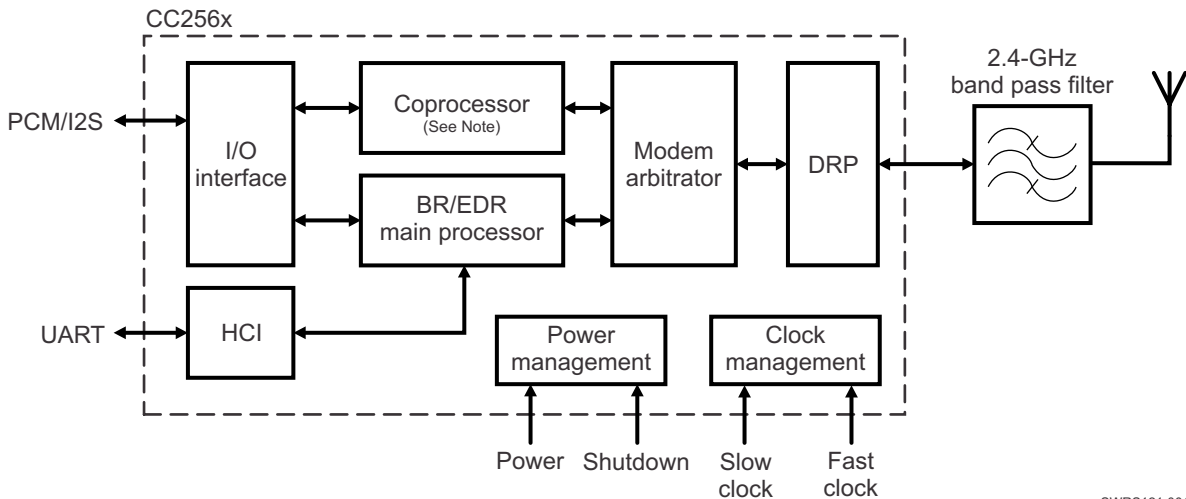 CC256x
2.4-GHz
band pass filter
PCM/I2S
I/O
interface
Coprocessor
(See Note)
BR/EDR
main processor
Modem
arbitrator
DRP
UART
HCI
Power
management
Clock
management
Power
Shutdown
Slow
clock
Fast
clock